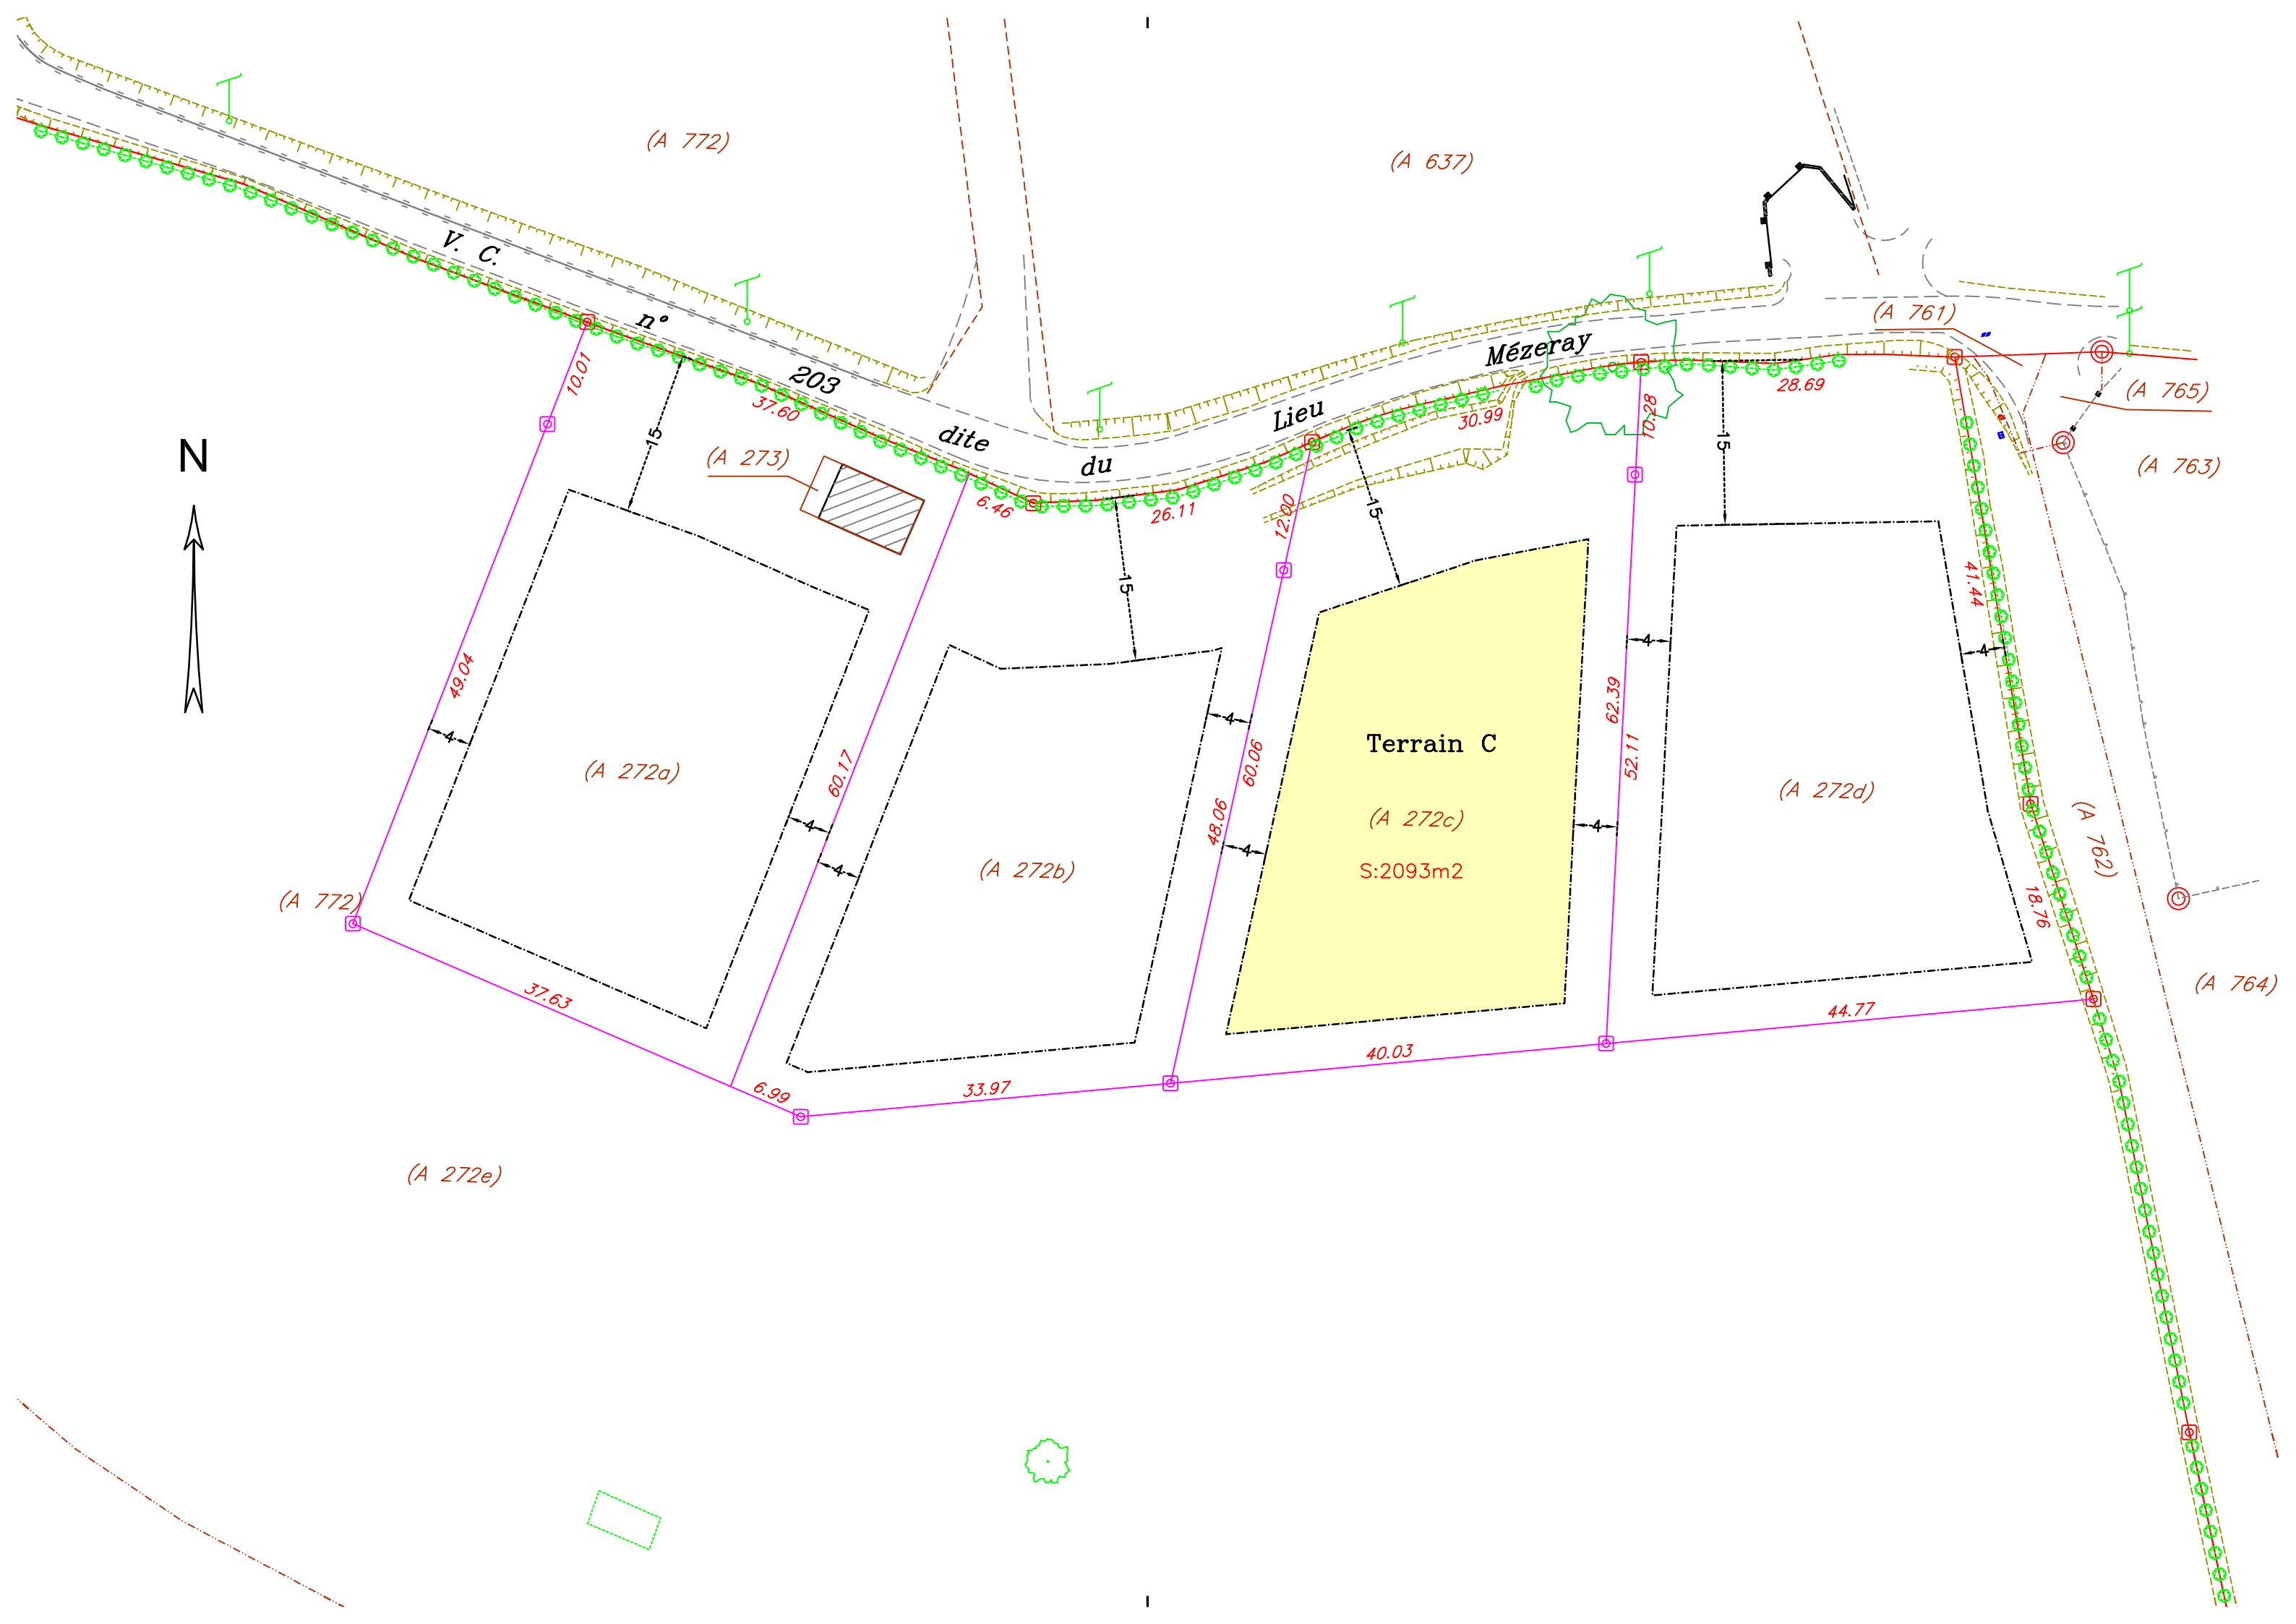 (A 772)
(A 637)
V. C. n° 203 dite du Lieu Mézeray
(A 761)
(A 765)
(A 763)
10.01
37.60
6.46
26.11
30.99
10.28
28.69
N
(A 273)
15
15
15
15
12.00
41.44
49.04
60.17
60.06
48.06
62.39
52.11
4
4
4
4
4
4
4
4
Terrain C
(A 272a)
(A 272b)
(A 272c)
S:2093m2
(A 272d)
(A 762)
18.76
(A 772)
(A 764)
37.63
6.99
33.97
40.03
44.77
(A 272e)